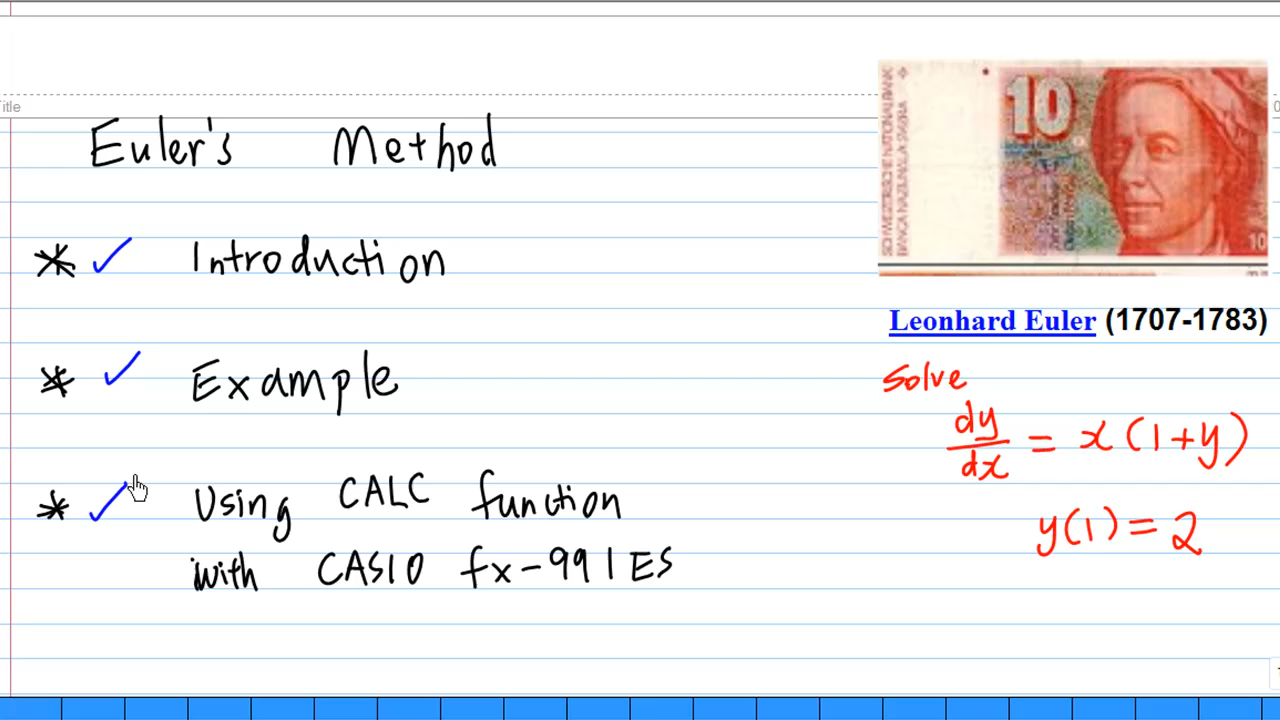 Title
Euler's Method
* ✓ Introduction
* ✓ Example
* ✓ Using CALC function
with CASIO fx-991ES
10
10
Leonhard Euler (1707-1783)
Solve
dy/dx = x(1+y)
y(1) = 2